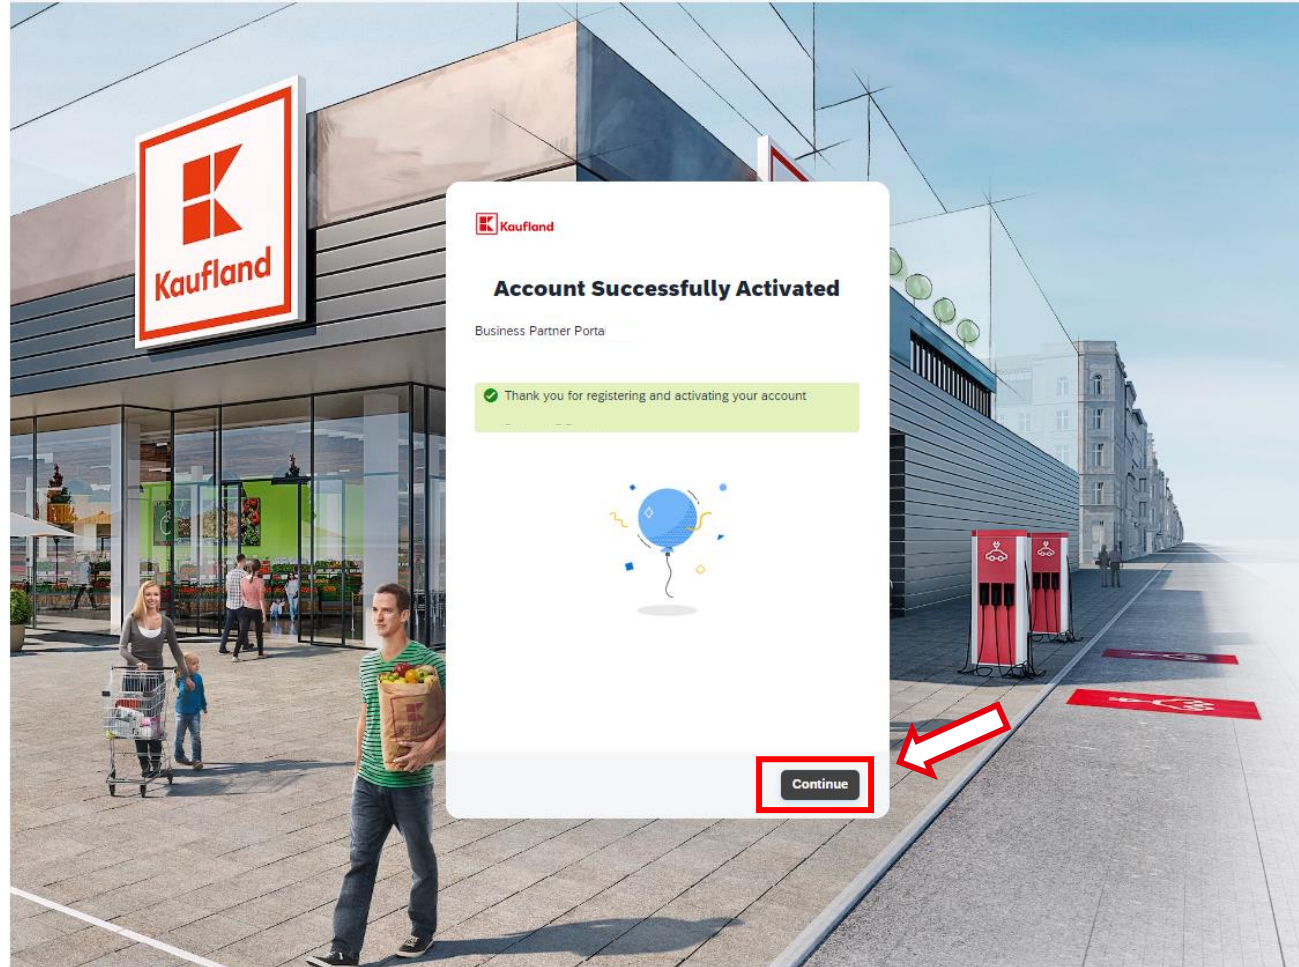 Kaufland
Kaufland
Account Successfully Activated
Business Partner Porta
Thank you for registering and activating your account
Continue